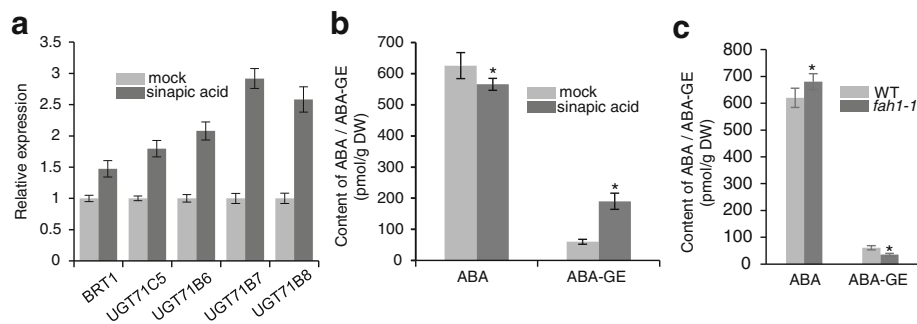 a
Relative expression
3.5
3
2.5
2
1.5
1
0.5
0
mock
sinapic acid
BRT1
UGT71C5
UGT71B6
UGT71B7
UGT71B8
b
Content of ABA / ABA-GE
(pmol/g DW)
700
600
500
400
300
200
100
0
*
*
mock
sinapic acid
ABA
ABA-GE
c
Content of ABA / ABA-GE
(pmol/g DW)
800
700
600
500
400
300
200
100
0
*
*
WT
fah1-1
ABA
ABA-GE